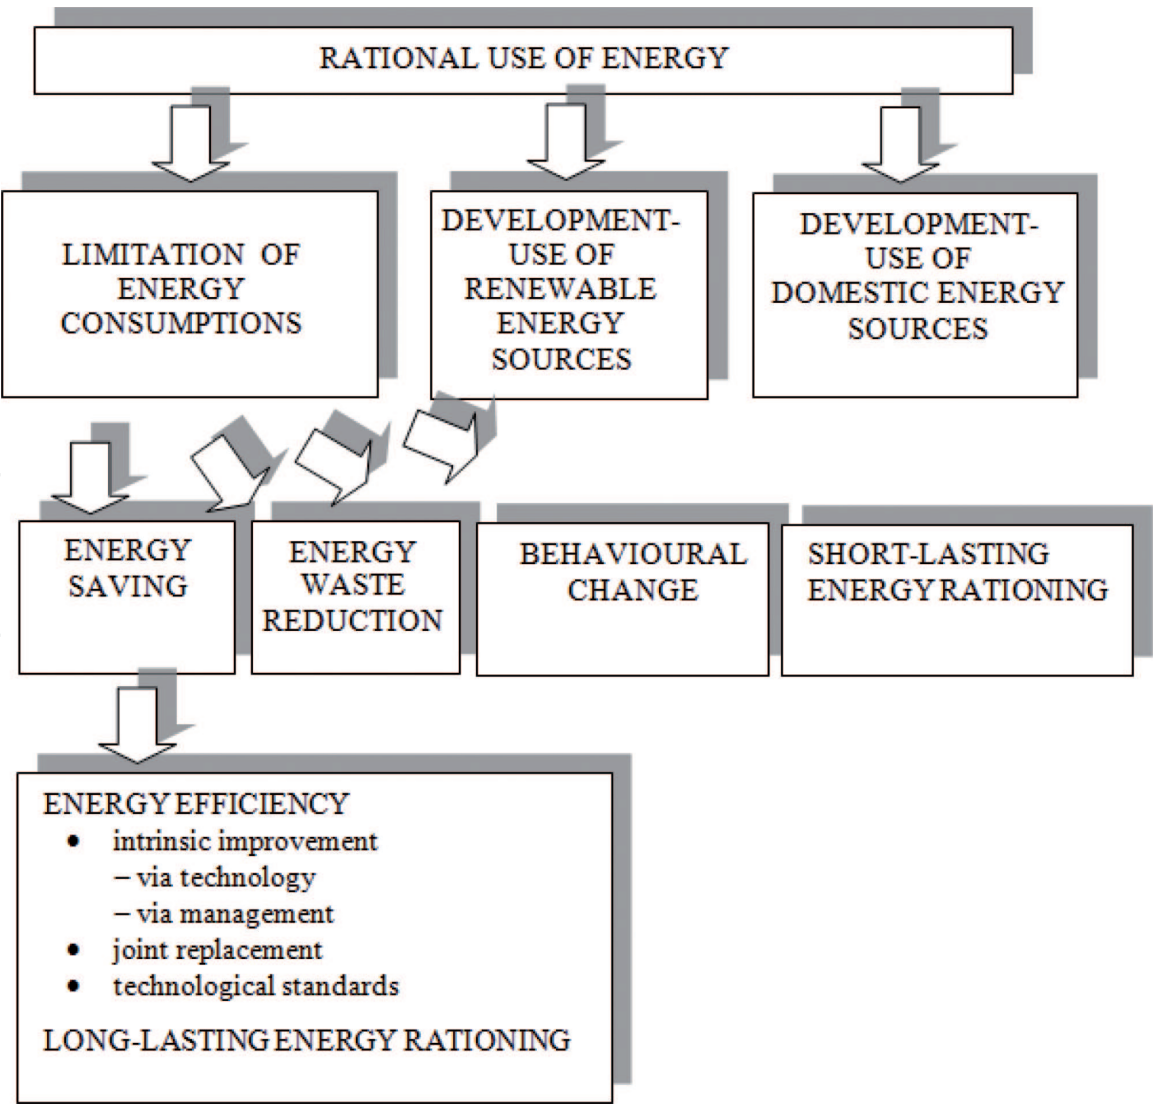 RATIONAL USE OF ENERGY
LIMITATION OF
ENERGY
CONSUMPTIONS
DEVELOPMENT-
USE OF
RENEWABLE
ENERGY
SOURCES
DEVELOPMENT-
USE OF
DOMESTIC ENERGY
SOURCES
ENERGY
SAVING
ENERGY
WASTE
REDUCTION
BEHAVIOURAL
CHANGE
SHORT-LASTING
ENERGY RATIONING
ENERGY EFFICIENCY
• intrinsic improvement
– via technology
– via management
• joint replacement
• technological standards
LONG-LASTING ENERGY RATIONING